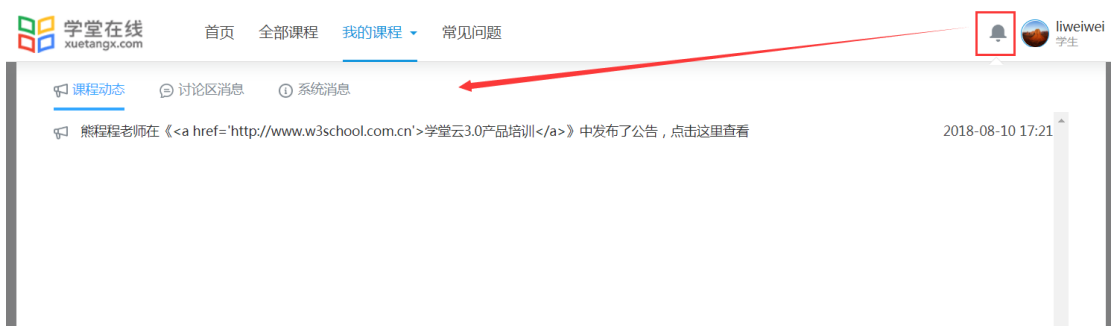 学堂在线
xuetangx.com
首页 全部课程 我的课程 常见问题
liweiwei
学生
课程动态 讨论区消息 系统消息
熊程程老师在《<a href='http://www.w3school.com.cn'>学堂云3.0产品培训</a>》中发布了公告，点击这里查看 2018-08-10 17:21